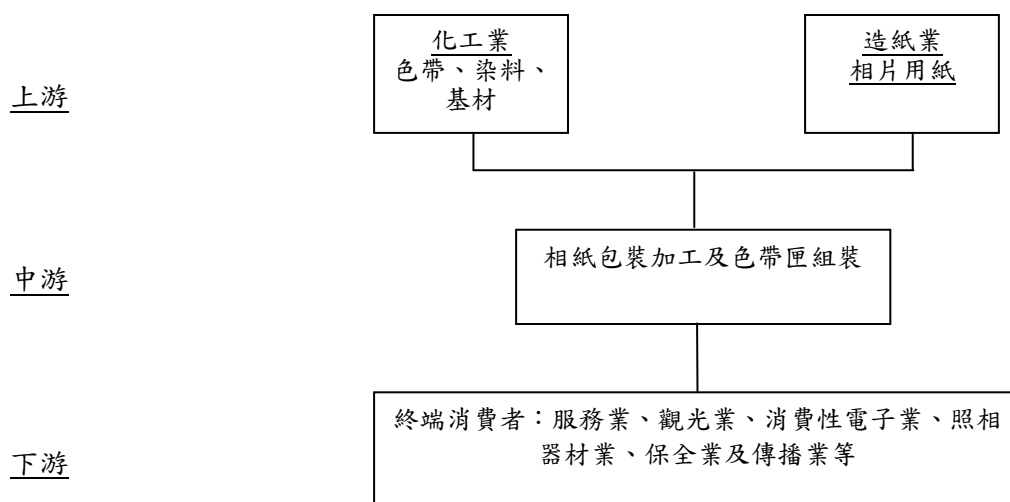 化工業
色帶、染料、
基材
造紙業
相片用紙
上游
相紙包裝加工及色帶匣組裝
中游
終端消費者：服務業、觀光業、消費性電子業、照相
器材業、保全業及傳播業等
下游